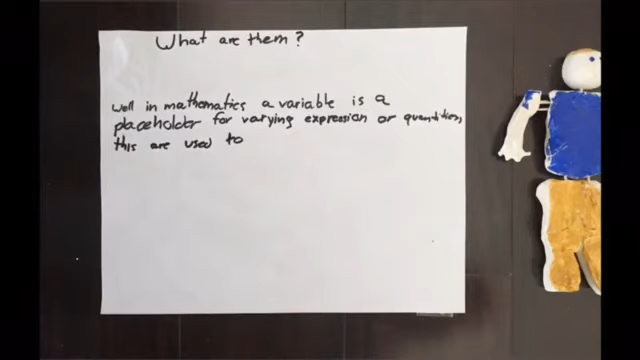 What are them?
Well in mathematics a variable is a
placeholder for varying expression or quantities,
this are used to